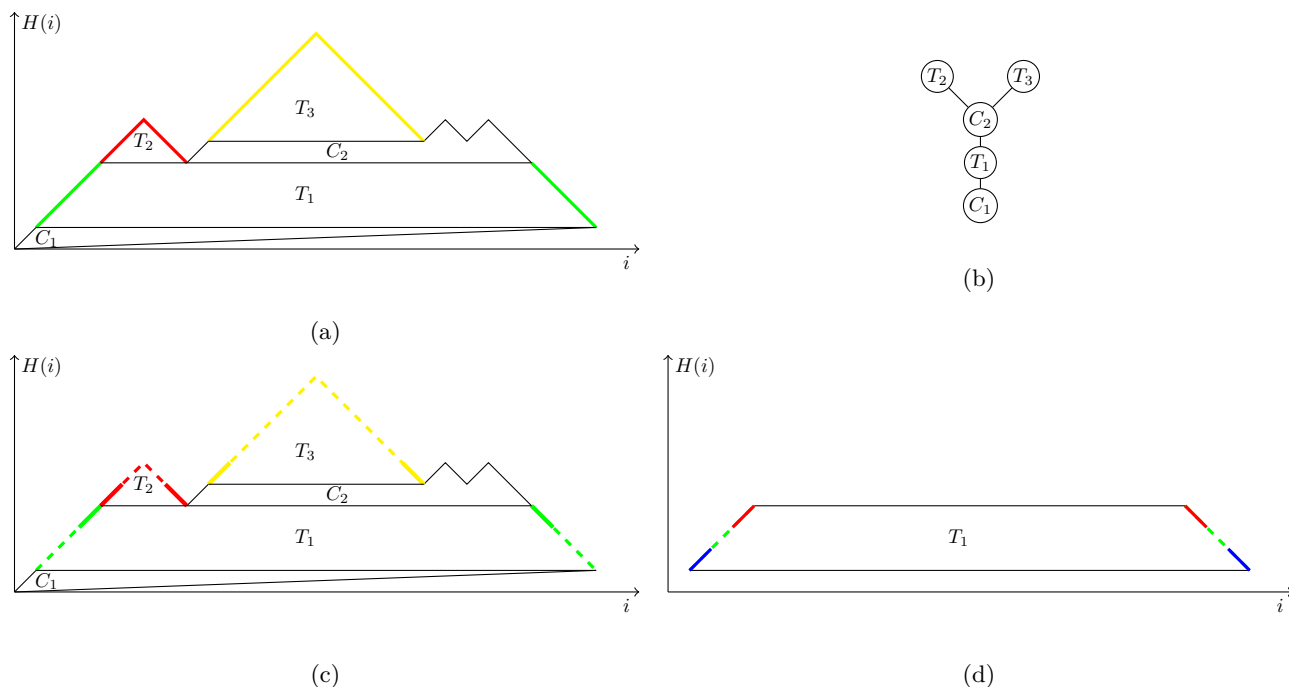 H(i)
T₃
T₂
C₂
T₁
C₁
i
(a)
T₂
T₃
C₂
T₁
C₁
(b)
H(i)
T₃
T₂
C₂
T₁
C₁
i
(c)
H(i)
T₁
i
(d)